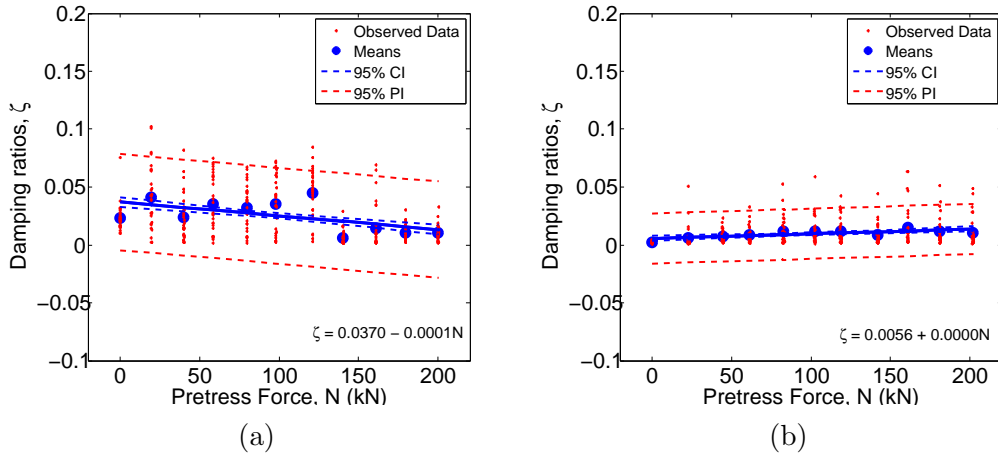 0.2
0.15
0.1
0.05
0
−0.05
−0.1
Damping ratios, ζ
Observed Data
Means
95% CI
95% PI
ζ = 0.0370 − 0.0001N
0 50 100 150 200
Pretress Force, N (kN)
(a)
0.2
0.15
0.1
0.05
0
−0.05
−0.1
Damping ratios, ζ
Observed Data
Means
95% CI
95% PI
ζ = 0.0056 + 0.0000N
0 50 100 150 200
Pretress Force, N (kN)
(b)